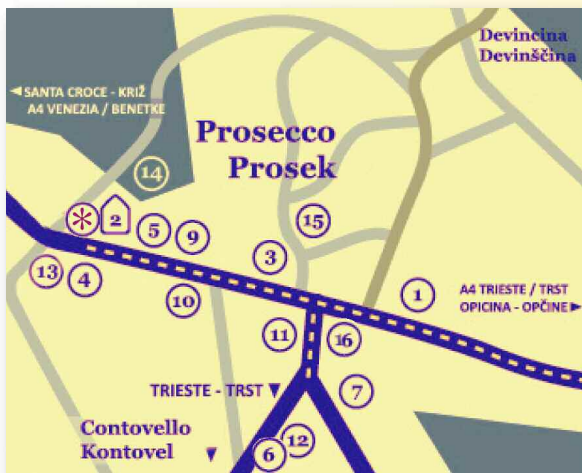 Devincina
Devinščina
◄SANTA CROCE - KRIŽ
A4 VENEZIA / BENETKE
Prosecco
Prosek
14
*
2
5
9
15
3
13
4
10
1
A4 TRIESTE / TRST
OPICINA - OPČINE►
11
16
TRIESTE - TRST ▼
7
Contovello
Kontovel ▼
12
6